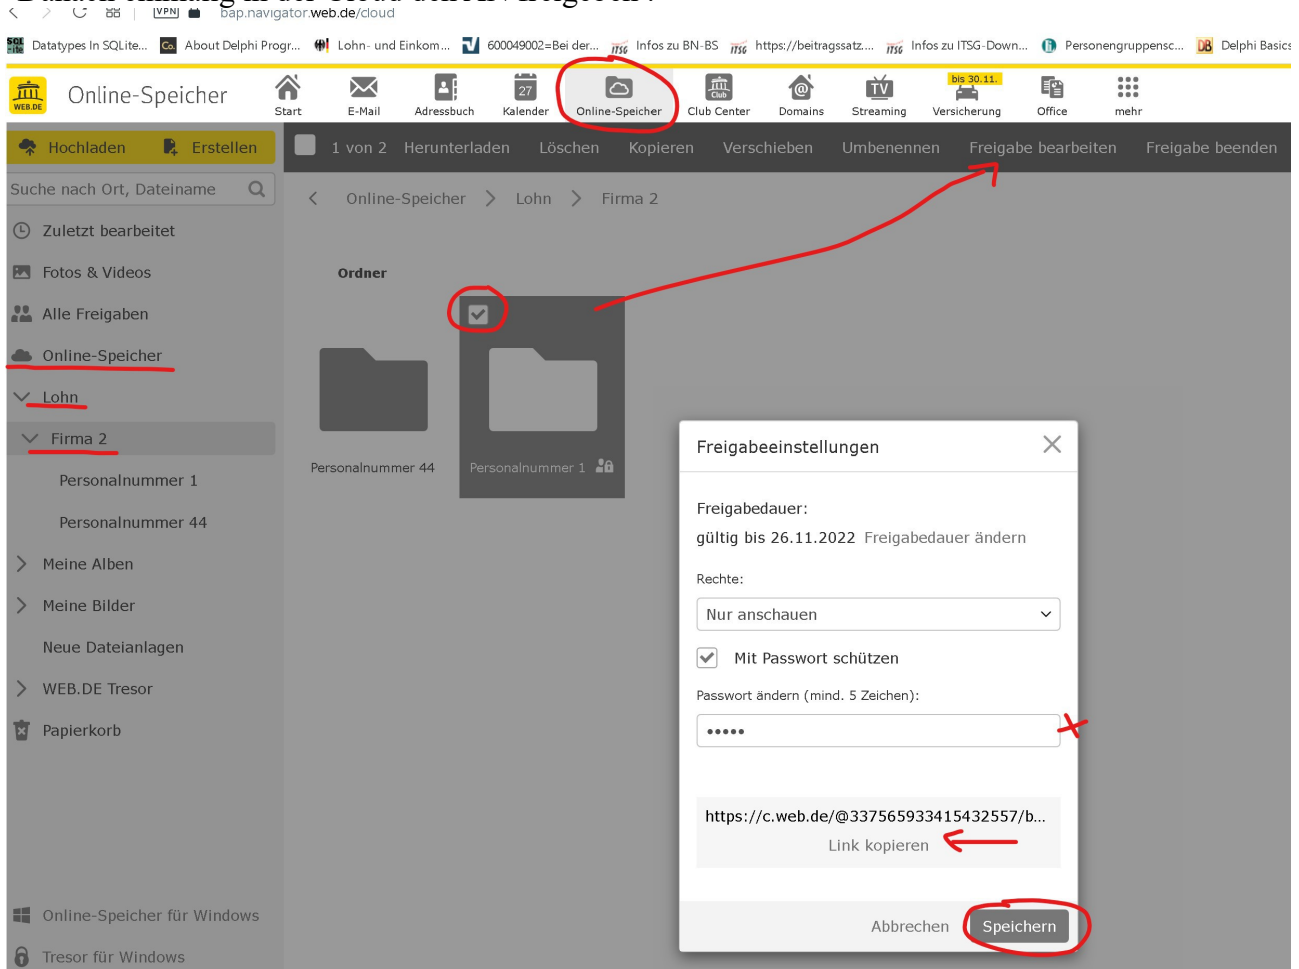 bap.navigator.web.de/cloud
VPN
Datatypes In SQLite... About Delphi Progr... Lohn- und Einkom... 600049002=Bei der... Infos zu BN-BS https://beitragssatz.... Infos zu ITSG-Down... Personengruppensc... Delphi Basics
WEB.DE
Online-Speicher
Start E-Mail Adressbuch Kalender Online-Speicher Club Center Domains Streaming Versicherung Office mehr
27
Club
TV
bis 30.11.
Hochladen Erstellen 1 von 2 Herunterladen Löschen Kopieren Verschieben Umbenennen Freigabe bearbeiten Freigabe beenden
Suche nach Ort, Dateiname
Online-Speicher > Lohn > Firma 2
Zuletzt bearbeitet
Fotos & Videos
Alle Freigaben
Online-Speicher
Lohn
Firma 2
Personalnummer 1
Personalnummer 44
Meine Alben
Meine Bilder
Neue Dateianlagen
WEB.DE Tresor
Papierkorb
Online-Speicher für Windows
Tresor für Windows
Ordner
Personalnummer 44
Personalnummer 1
Freigabeeinstellungen
Freigabedauer:
gültig bis 26.11.2022 Freigabedauer ändern
Rechte:
Nur anschauen
Mit Passwort schützen
Passwort ändern (mind. 5 Zeichen):
•••••
https://c.web.de/@337565933415432557/b...
Link kopieren
Abbrechen Speichern